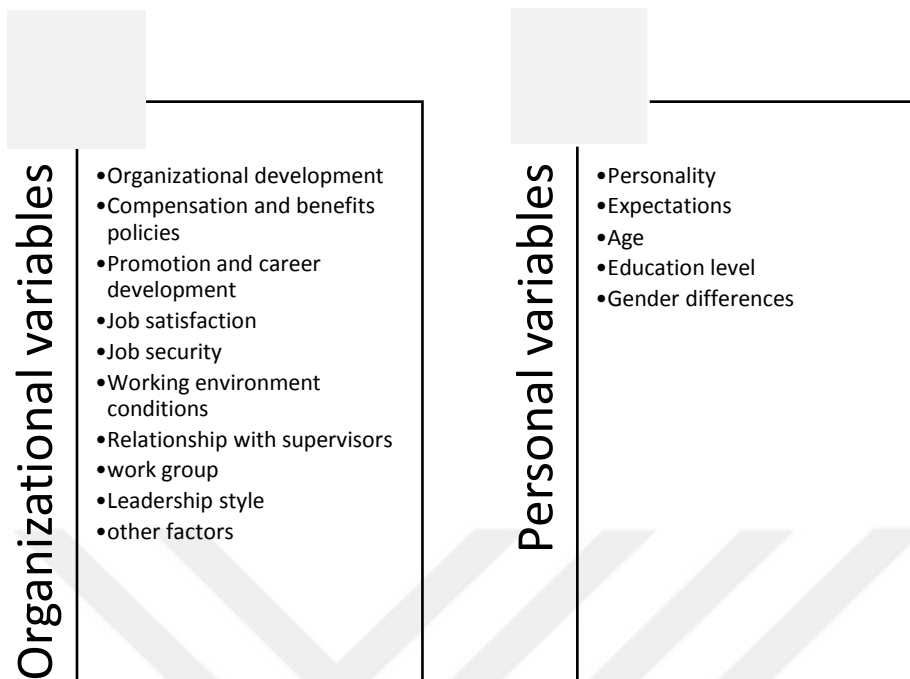 Organizational variables
•Organizational development
•Compensation and benefits
policies
•Promotion and career
development
•Job satisfaction
•Job security
•Working environment
conditions
•Relationship with supervisors
•work group
•Leadership style
•other factors
Personal variables
•Personality
•Expectations
•Age
•Education level
•Gender differences